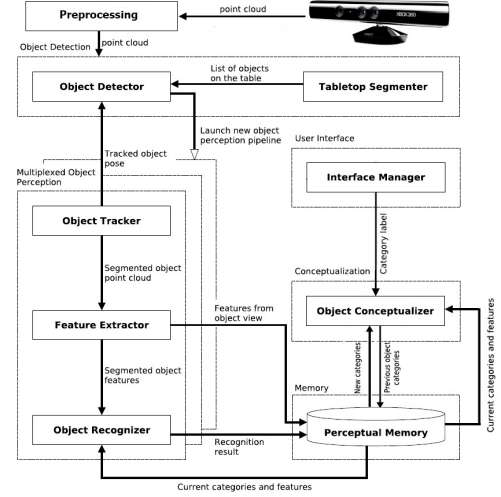 Preprocessing
point cloud
XBOX360
Object Detection
point cloud
Object Detector
List of objects
on the table
Tabletop Segmenter
Launch new object
perception pipeline
User Interface
Tracked object
pose
Multiplexed Object
Perception
Interface Manager
Object Tracker
Category label
Segmented object
point cloud
Conceptualization
Features from
object view
Object Conceptualizer
Feature Extractor
Current categories and features
New categories
Previous object
categories
Segmented object
features
Memory
Object Recognizer
Recognition
result
Perceptual Memory
Current categories and features